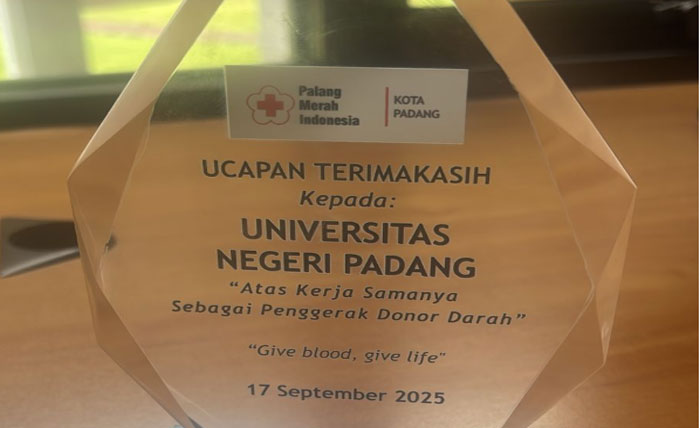 Palang
Merah
Indonesia
KOTA
PADANG
UCAPAN TERIMAKASIH
Kepada:
UNIVERSITAS
NEGERI PADANG
“Atas Kerja Samanya
Sebagai Penggerak Donor Darah”
“Give blood, give life"
17 September 2025